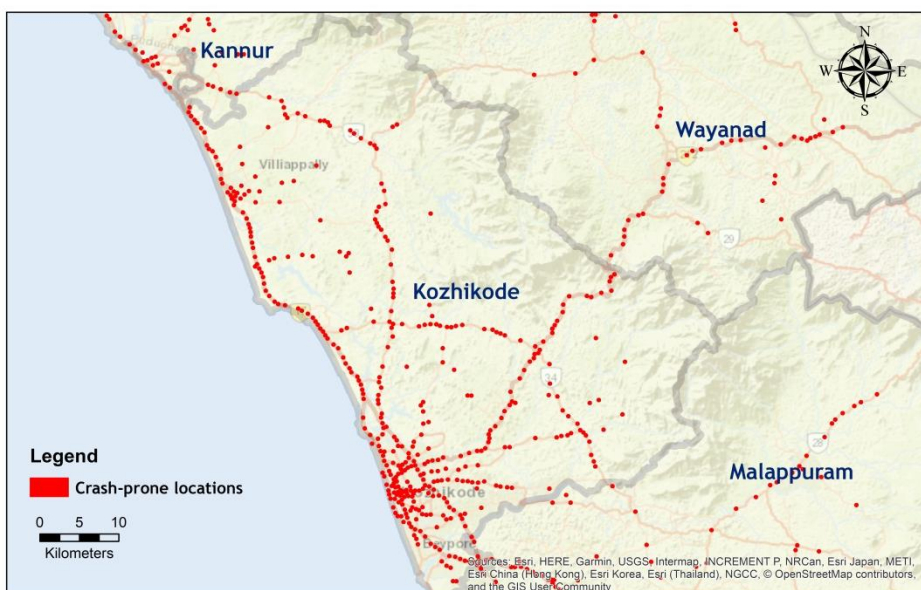 N
W E
S
Kannur
Wayanad
Villiappally
29
Kozhikode
34
28
Malappuram
Legend
Crash-prone locations
0 5 10
Kilometers
Sources: Esri, HERE, Garmin, USGS, Intermap, INCREMENT P, NRCan, Esri Japan, METI,
Esri China (Hong Kong), Esri Korea, Esri (Thailand), NGCC, © OpenStreetMap contributors,
and the GIS User Community